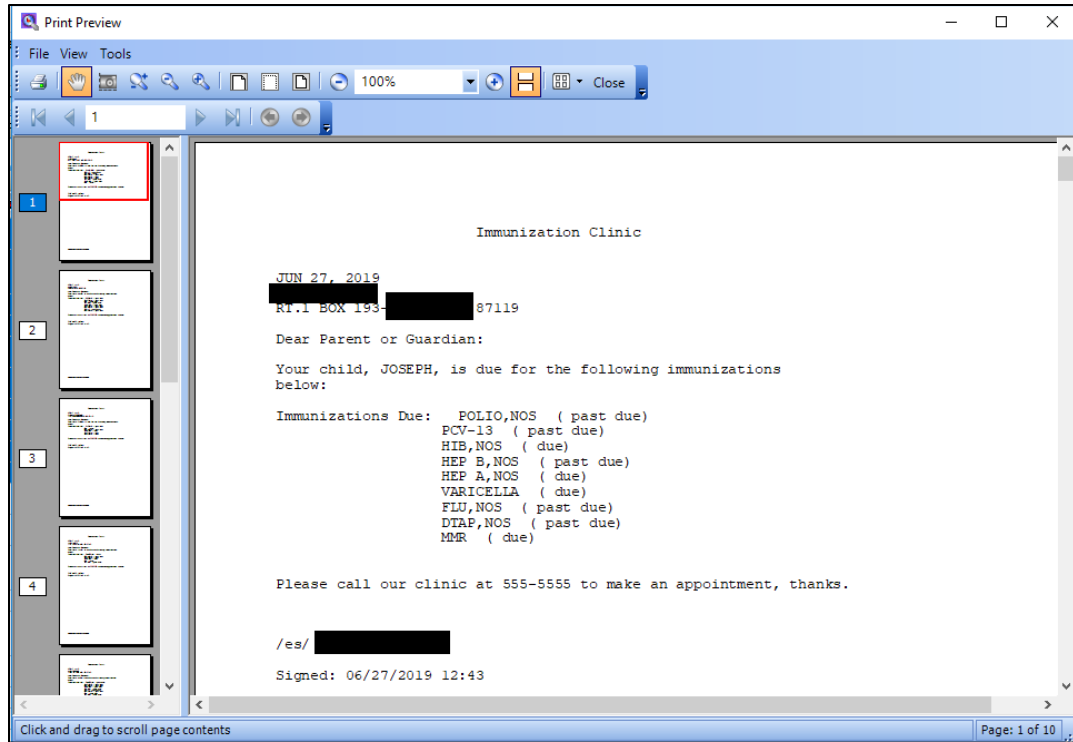 Print Preview
File View Tools
100% Close
1
1
2
3
4
Immunization Clinic
JUN 27, 2019
RT.1 BOX 193- 87119
Dear Parent or Guardian:
Your child, JOSEPH, is due for the following immunizations
below:
Immunizations Due: POLIO,NOS ( past due)
PCV-13 ( past due)
HIB,NOS ( due)
HEP B,NOS ( past due)
HEP A,NOS ( due)
VARICELLA ( due)
FLU,NOS ( past due)
DTAP,NOS ( past due)
MMR ( due)
Please call our clinic at 555-5555 to make an appointment, thanks.
/es/
Signed: 06/27/2019 12:43
Click and drag to scroll page contents
Page: 1 of 10